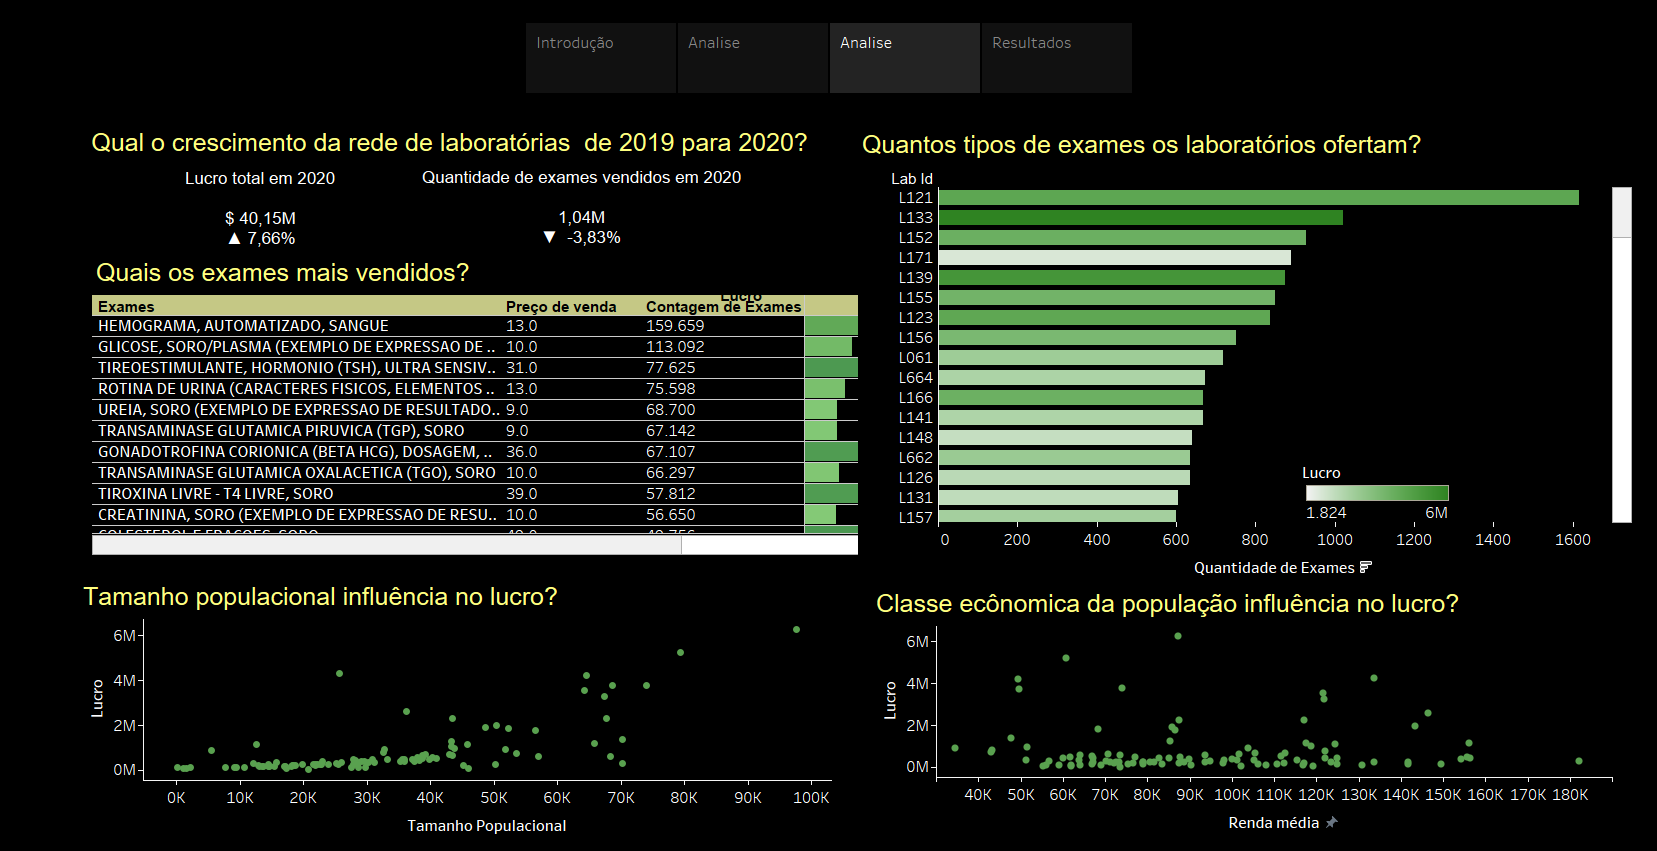 Introdução
Analise
Analise
Resultados
Qual o crescimento da rede de laboratórias  de 2019 para 2020?
Lucro total em 2020
Quantidade de exames vendidos em 2020
$ 40,15M
1,04M
▲ 7,66%
▼ -3,83%
Quais os exames mais vendidos?
Lucro
Exames Preço de venda Contagem de Exames
HEMOGRAMA, AUTOMATIZADO, SANGUE 13.0 159.659
GLICOSE, SORO/PLASMA (EXEMPLO DE EXPRESSAO DE .. 10.0 113.092
TIREOESTIMULANTE, HORMONIO (TSH), ULTRA SENSIV.. 31.0 77.625
ROTINA DE URINA (CARACTERES FISICOS, ELEMENTOS .. 13.0 75.598
UREIA, SORO (EXEMPLO DE EXPRESSAO DE RESULTADO.. 9.0 68.700
TRANSAMINASE GLUTAMICA PIRUVICA (TGP), SORO 9.0 67.142
GONADOTROFINA CORIONICA (BETA HCG), DOSAGEM, .. 36.0 67.107
TRANSAMINASE GLUTAMICA OXALACETICA (TGO), SORO 10.0 66.297
TIROXINA LIVRE - T4 LIVRE, SORO 39.0 57.812
CREATININA, SORO (EXEMPLO DE EXPRESSAO DE RESU.. 10.0 56.650
Quantos tipos de exames os laboratórios ofertam?
Lab Id
L121
L133
L152
L171
L139
L155
L123
L156
L061
L664
L166
L141
L148
L662
L126
L131
L157
Lucro
1.824 6M
0 200 400 600 800 1000 1200 1400 1600
Quantidade de Exames
Tamanho populacional influência no lucro?
6M
4M
2M
0M
Lucro
0K 10K 20K 30K 40K 50K 60K 70K 80K 90K 100K
Tamanho Populacional
Classe ecônomica da população influência no lucro?
6M
4M
2M
0M
Lucro
40K 50K 60K 70K 80K 90K 100K 110K 120K 130K 140K 150K 160K 170K 180K
Renda média